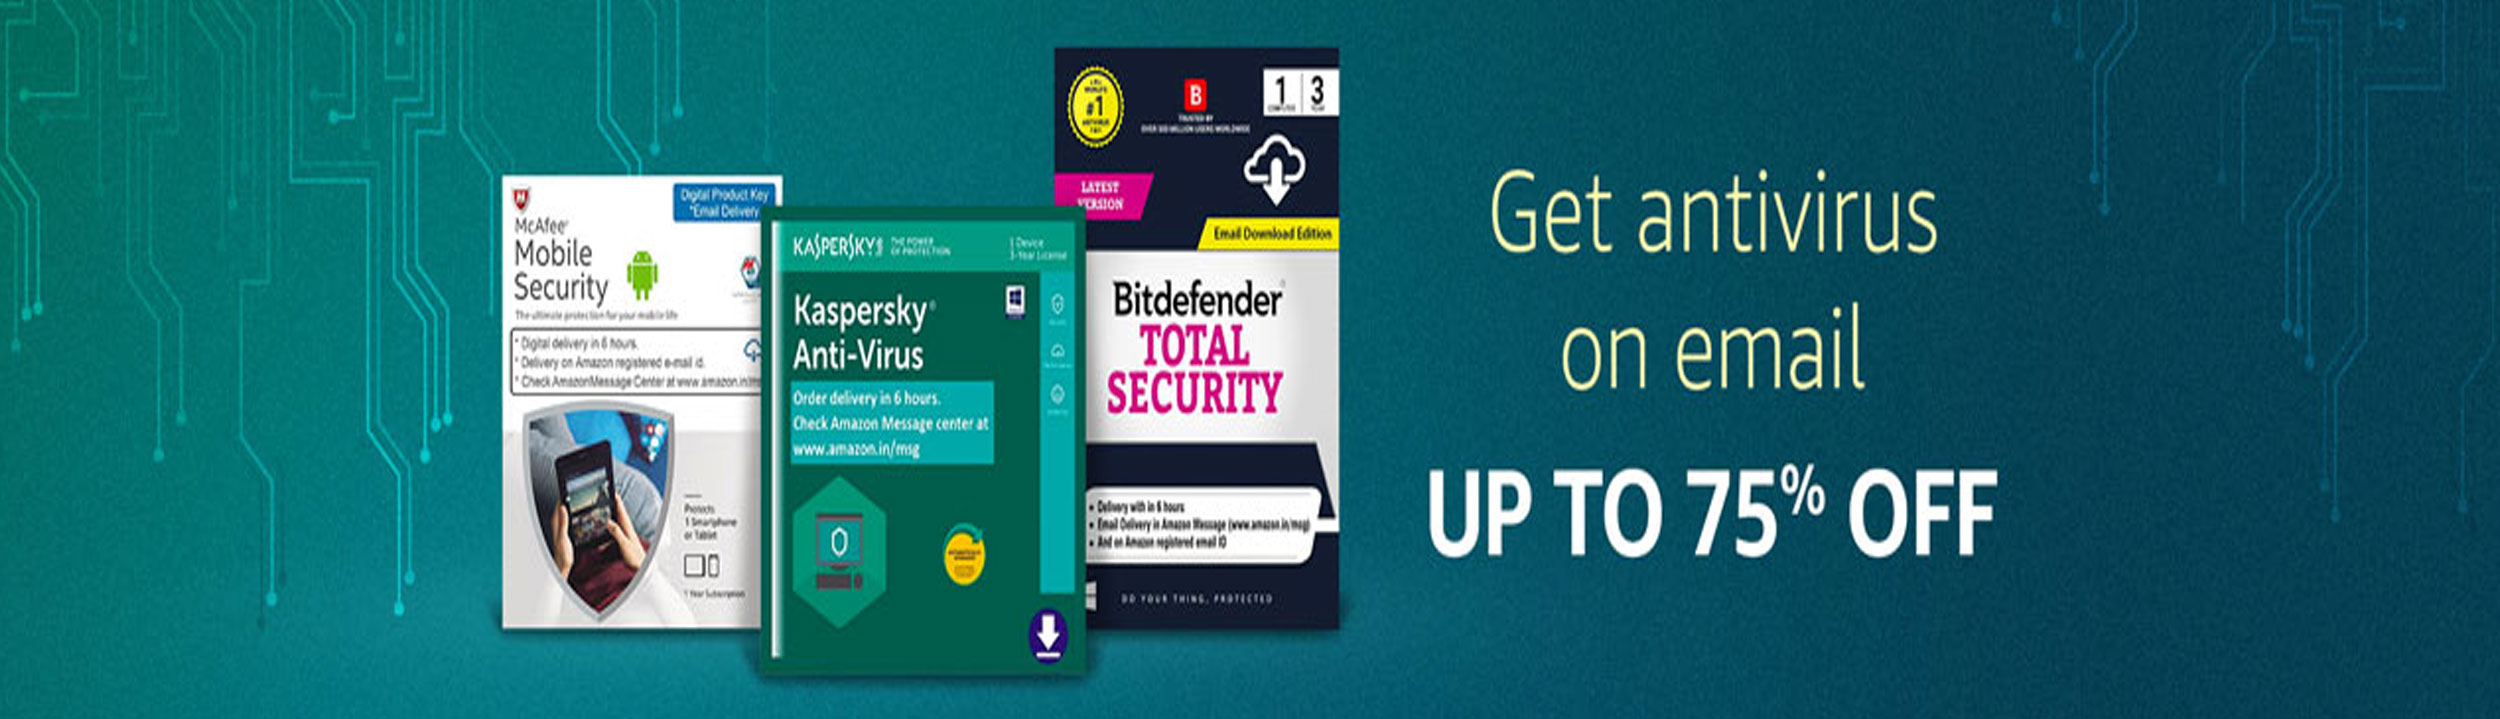 McAfee
Mobile
Security
The ultimate protection for your mobile life
Digital Product Key
*Email Delivery
* Digital delivery in 6 hours.
* Delivery on Amazon registered e-mail id.
* Check AmazonMessage Center at www.amazon.in/ms
Protects
1 Smartphone
or Tablet
1 Year Subscription
KASPERSKY
THE POWER
OF PROTECTION
Device
-Year License
Kaspersky
Anti-Virus
Order delivery in 6 hours.
Check Amazon Message center at
www.amazon.in/msg
WORLD'S
#1
ANTIVIRUS
B
TRUSTED BY
OVER 500 MILLION USERS WORLDWIDE
1 3
COMPUTER YEAR
LATEST
VERSION
Email Download Edition
Bitdefender
TOTAL
SECURITY
• Delivery with in 6 hours
• Email Delivery in Amazon Message (www.amazon.in/msg)
• And on Amazon registered email ID
DO YOUR THING, PROTECTED
Get antivirus
on email
UP TO 75% OFF